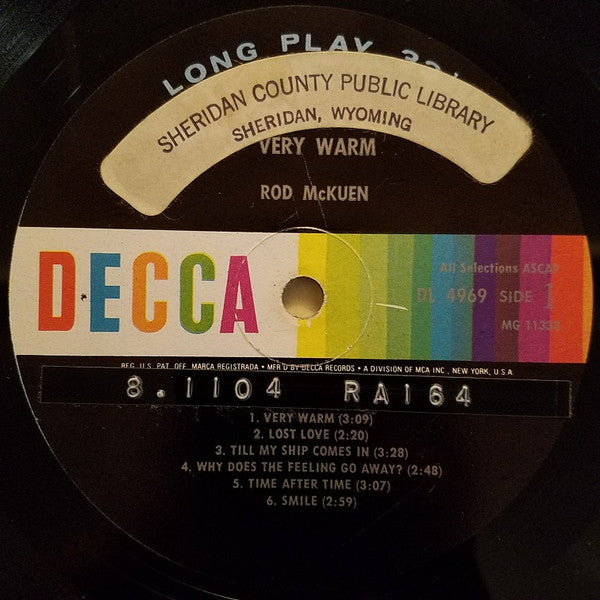 LONG PLAY 33⅓
SHERIDAN COUNTY PUBLIC LIBRARY
SHERIDAN, WYOMING
VERY WARM
ROD McKUEN
DECCA
All Selections ASCAP
DL 4969 SIDE 1
MG 11338
REG. U.S. PAT. OFF. MARCA REGISTRADA • MFR'D BY DECCA RECORDS • A DIVISION OF MCA INC., NEW YORK, U.S.A.
8.1104 RA164
1. VERY WARM (3:09)
2. LOST LOVE (2:20)
3. TILL MY SHIP COMES IN (3:28)
4. WHY DOES THE FEELING GO AWAY? (2:48)
5. TIME AFTER TIME (3:07)
6. SMILE (2:59)